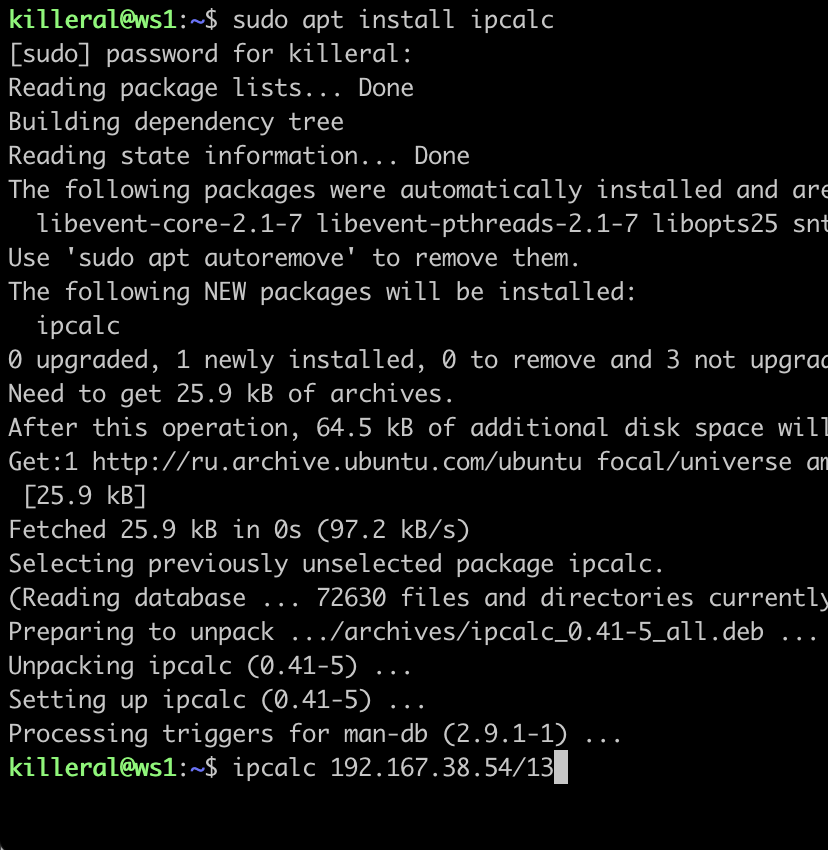 killeral@ws1:~$ sudo apt install ipcalc
[sudo] password for killeral:
Reading package lists... Done
Building dependency tree
Reading state information... Done
The following packages were automatically installed and are
  libevent-core-2.1-7 libevent-pthreads-2.1-7 libopts25 snt
Use 'sudo apt autoremove' to remove them.
The following NEW packages will be installed:
  ipcalc
0 upgraded, 1 newly installed, 0 to remove and 3 not upgrad
Need to get 25.9 kB of archives.
After this operation, 64.5 kB of additional disk space will
Get:1 http://ru.archive.ubuntu.com/ubuntu focal/universe am
 [25.9 kB]
Fetched 25.9 kB in 0s (97.2 kB/s)
Selecting previously unselected package ipcalc.
(Reading database ... 72630 files and directories currently
Preparing to unpack .../archives/ipcalc_0.41-5_all.deb ...
Unpacking ipcalc (0.41-5) ...
Setting up ipcalc (0.41-5) ...
Processing triggers for man-db (2.9.1-1) ...
killeral@ws1:~$ ipcalc 192.167.38.54/13